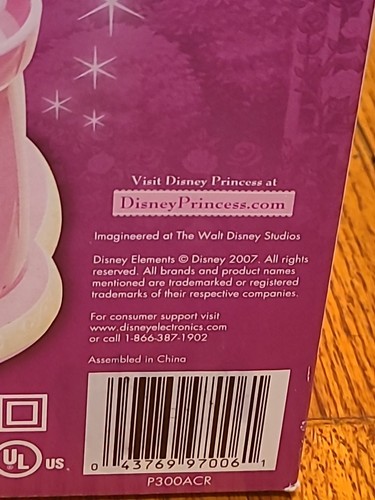 Visit Disney Princess at
DisneyPrincess.com
Imagineered at The Walt Disney Studios
Disney Elements © Disney 2007. All rights
reserved. All brands and product names
mentioned are trademarked or registered
trademarks of their respective companies.
For consumer support visit
www.disneyelectronics.com
or call 1-866-387-1902
Assembled in China
UL US
0 43769 97006 1
P300ACR